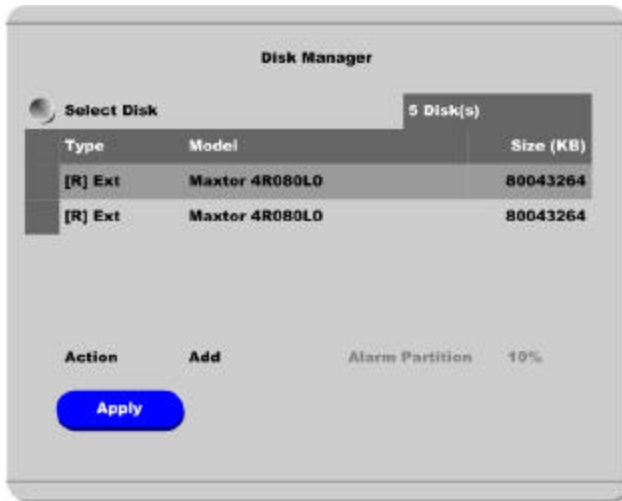 Disk Manager
Select Disk 5 Disk(s)
Type Model Size (KB)
[R] Ext Maxtor 4R080L0 80043264
[R] Ext Maxtor 4R080L0 80043264
Action Add Alarm Partition 10%
Apply